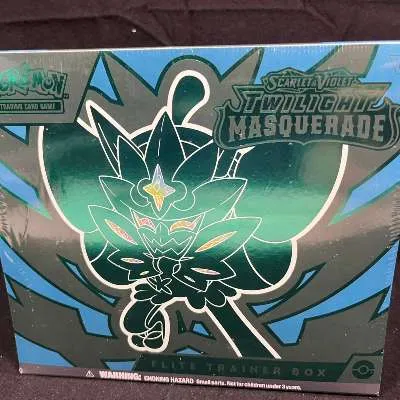 POKÉMON
TRADING CARD GAME
SCARLET & VIOLET
TWILIGHT
MASQUERADE
ELITE TRAINER BOX
WARNING: CHOKING HAZARD Small parts. Not for children under 3 years.